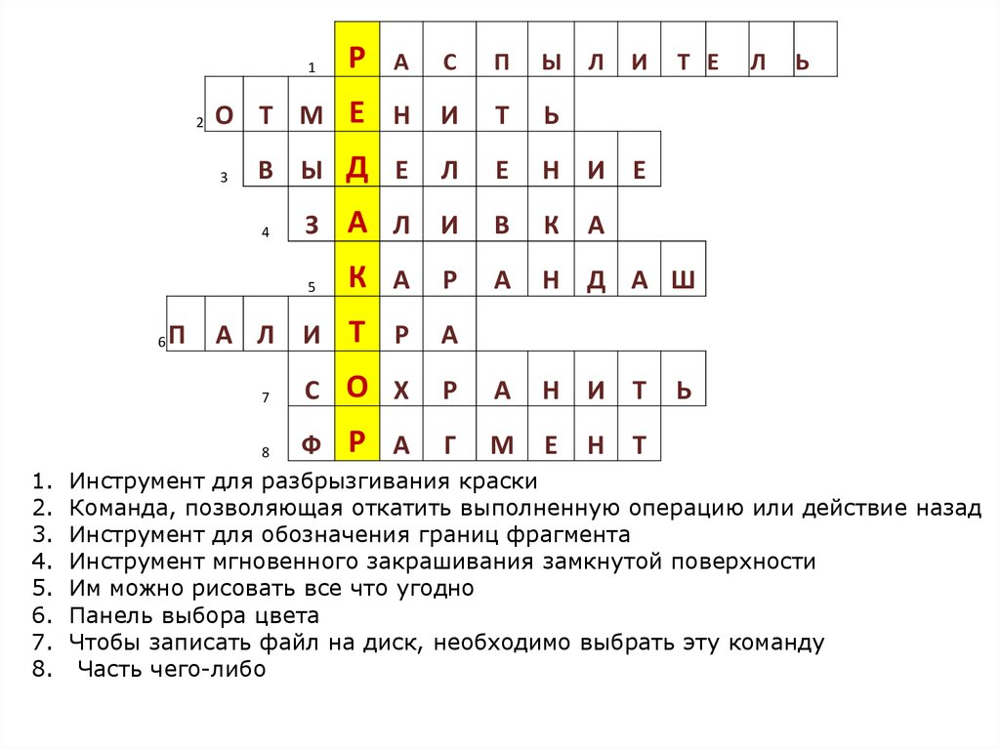 1 Р А С П Ы Л И Т Е Л Ь
2 О Т М Е Н И Т Ь
3 В Ы Д Е Л Е Н И Е
4 З А Л И В К А
5 К А Р А Н Д А Ш
6 П А Л И Т Р А
7 С О Х Р А Н И Т Ь
8 Ф Р А Г М Е Н Т
1. Инструмент для разбрызгивания краски
2. Команда, позволяющая откатить выполненную операцию или действие назад
3. Инструмент для обозначения границ фрагмента
4. Инструмент мгновенного закрашивания замкнутой поверхности
5. Им можно рисовать все что угодно
6. Панель выбора цвета
7. Чтобы записать файл на диск, необходимо выбрать эту команду
8. Часть чего-либо